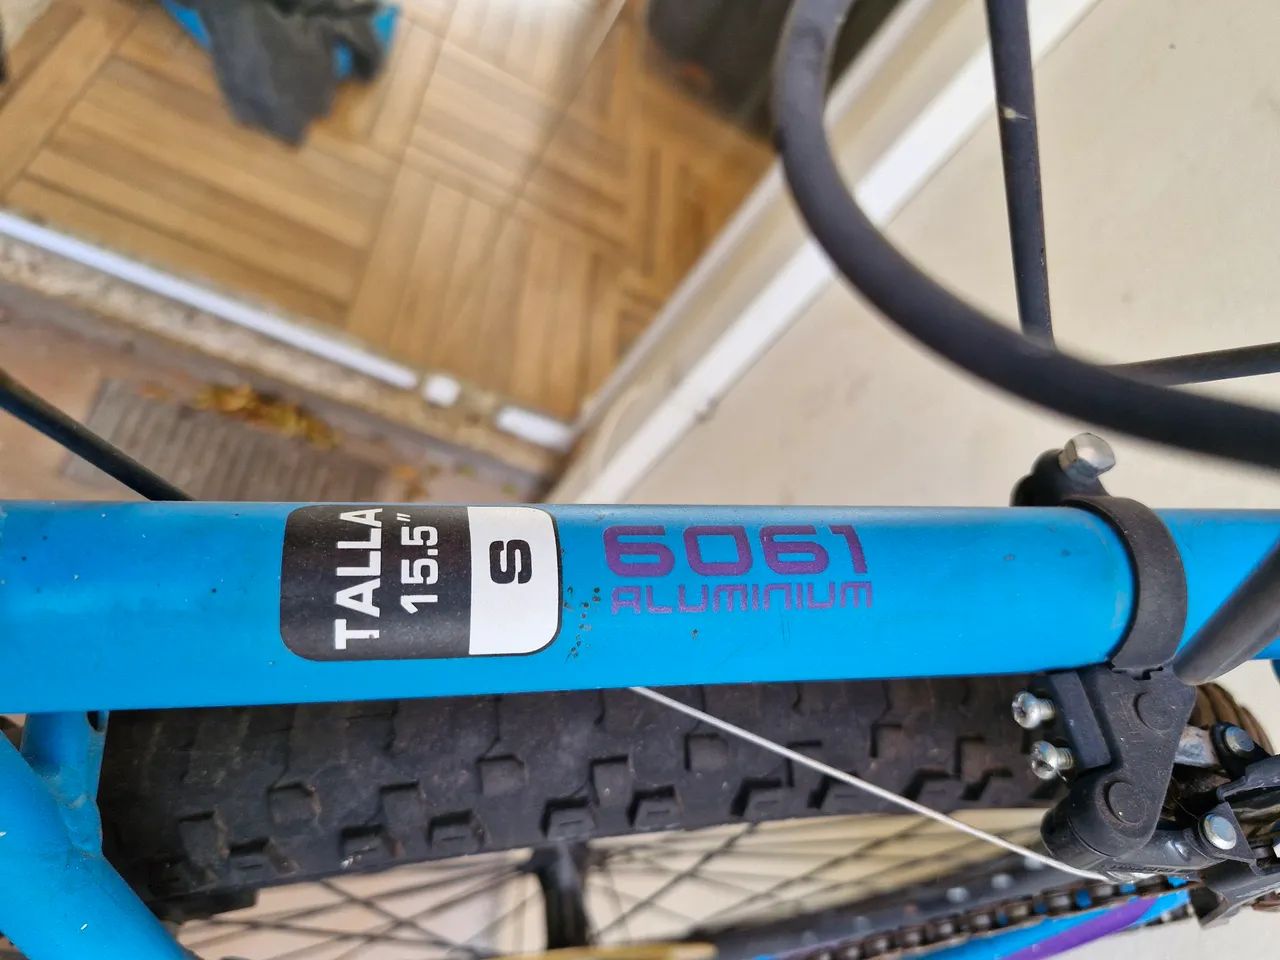 TALLA
15.5"
S
6061
ALUMINIUM